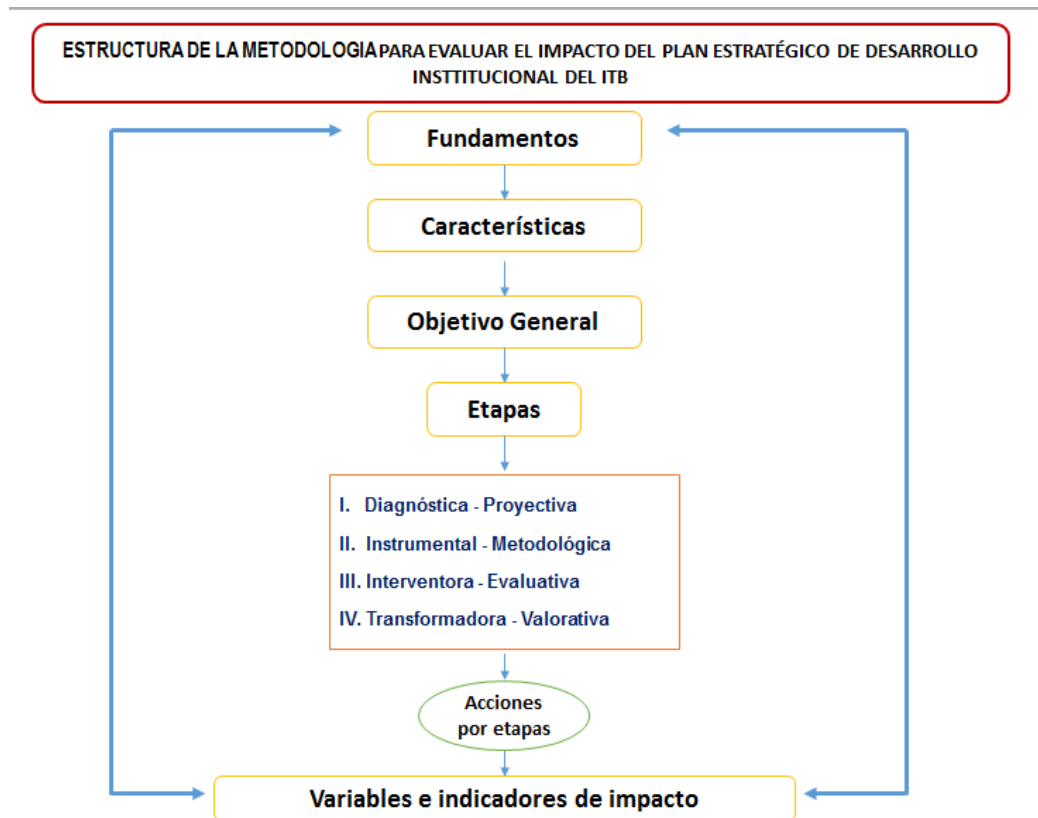 ESTRUCTURA DE LA METODOLOGIA PARA EVALUAR EL IMPACTO DEL PLAN ESTRATÉGICO DE DESARROLLO
INSTTITUCIONAL DEL ITB
Fundamentos
Características
Objetivo General
Etapas
I. Diagnóstica - Proyectiva
II. Instrumental - Metodológica
III. Interventora - Evaluativa
IV. Transformadora - Valorativa
Acciones
por etapas
Variables e indicadores de impacto